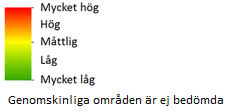 Mycket hög
Hög
Måttlig
Låg
Mycket låg
Genomskinliga områden är ej bedömda